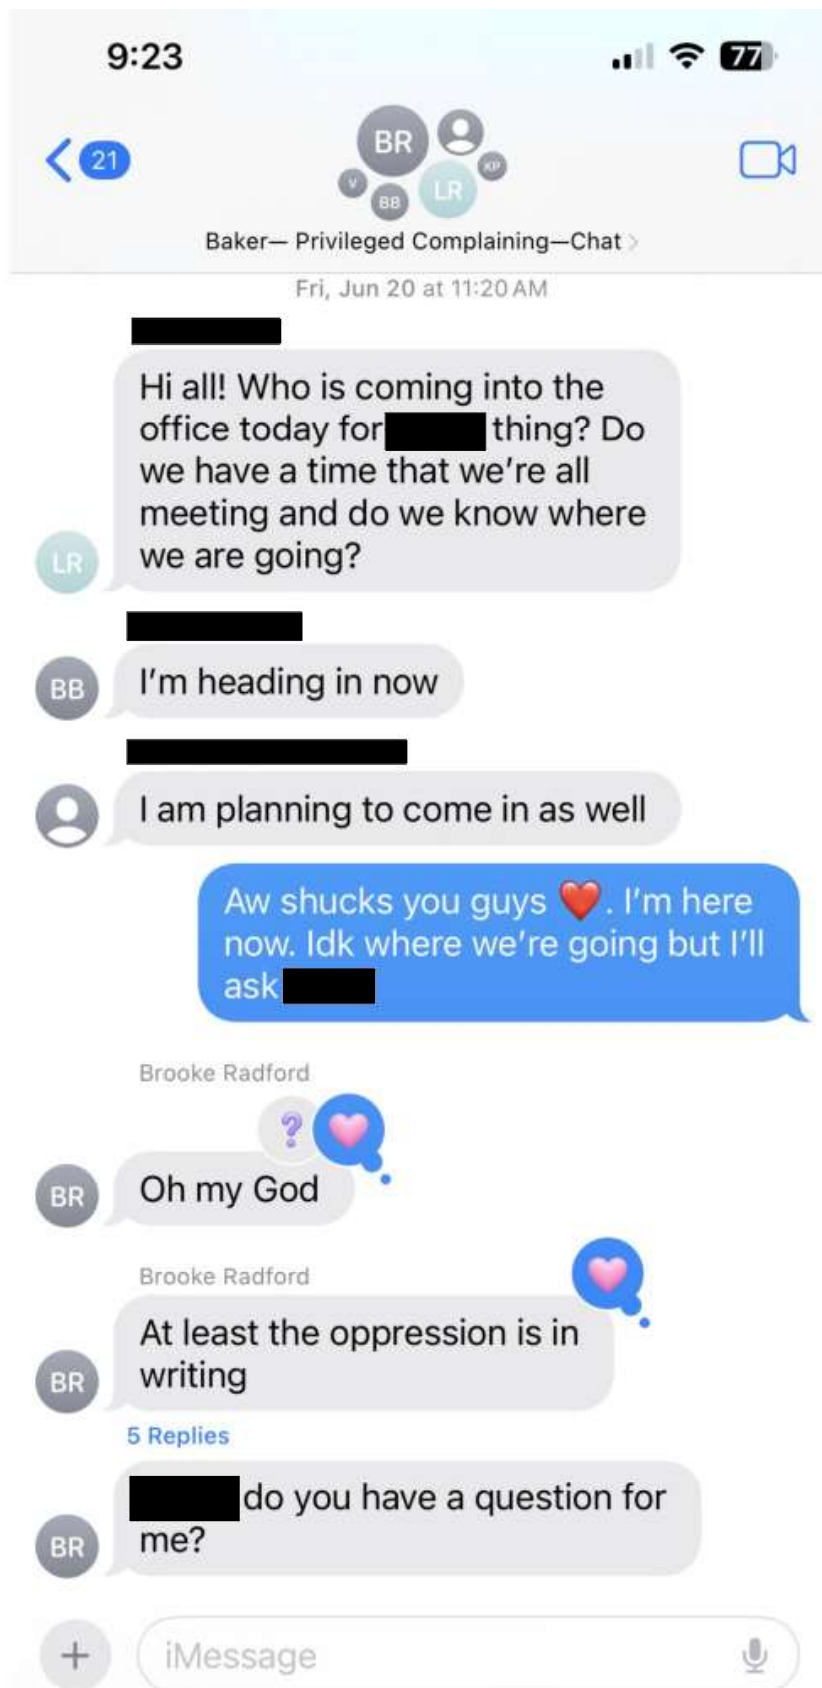 9:23
77
21
BR
KP
V
BB
LR
Baker— Privileged Complaining—Chat
Fri, Jun 20 at 11:20 AM
Hi all! Who is coming into the
office today for thing? Do
we have a time that we're all
meeting and do we know where
we are going?
LR
I'm heading in now
BB
I am planning to come in as well
Aw shucks you guys ❤️. I'm here
now. Idk where we're going but I'll
ask
Brooke Radford
?
Oh my God
BR
Brooke Radford
At least the oppression is in
writing
BR
5 Replies
do you have a question for
me?
BR
+
iMessage